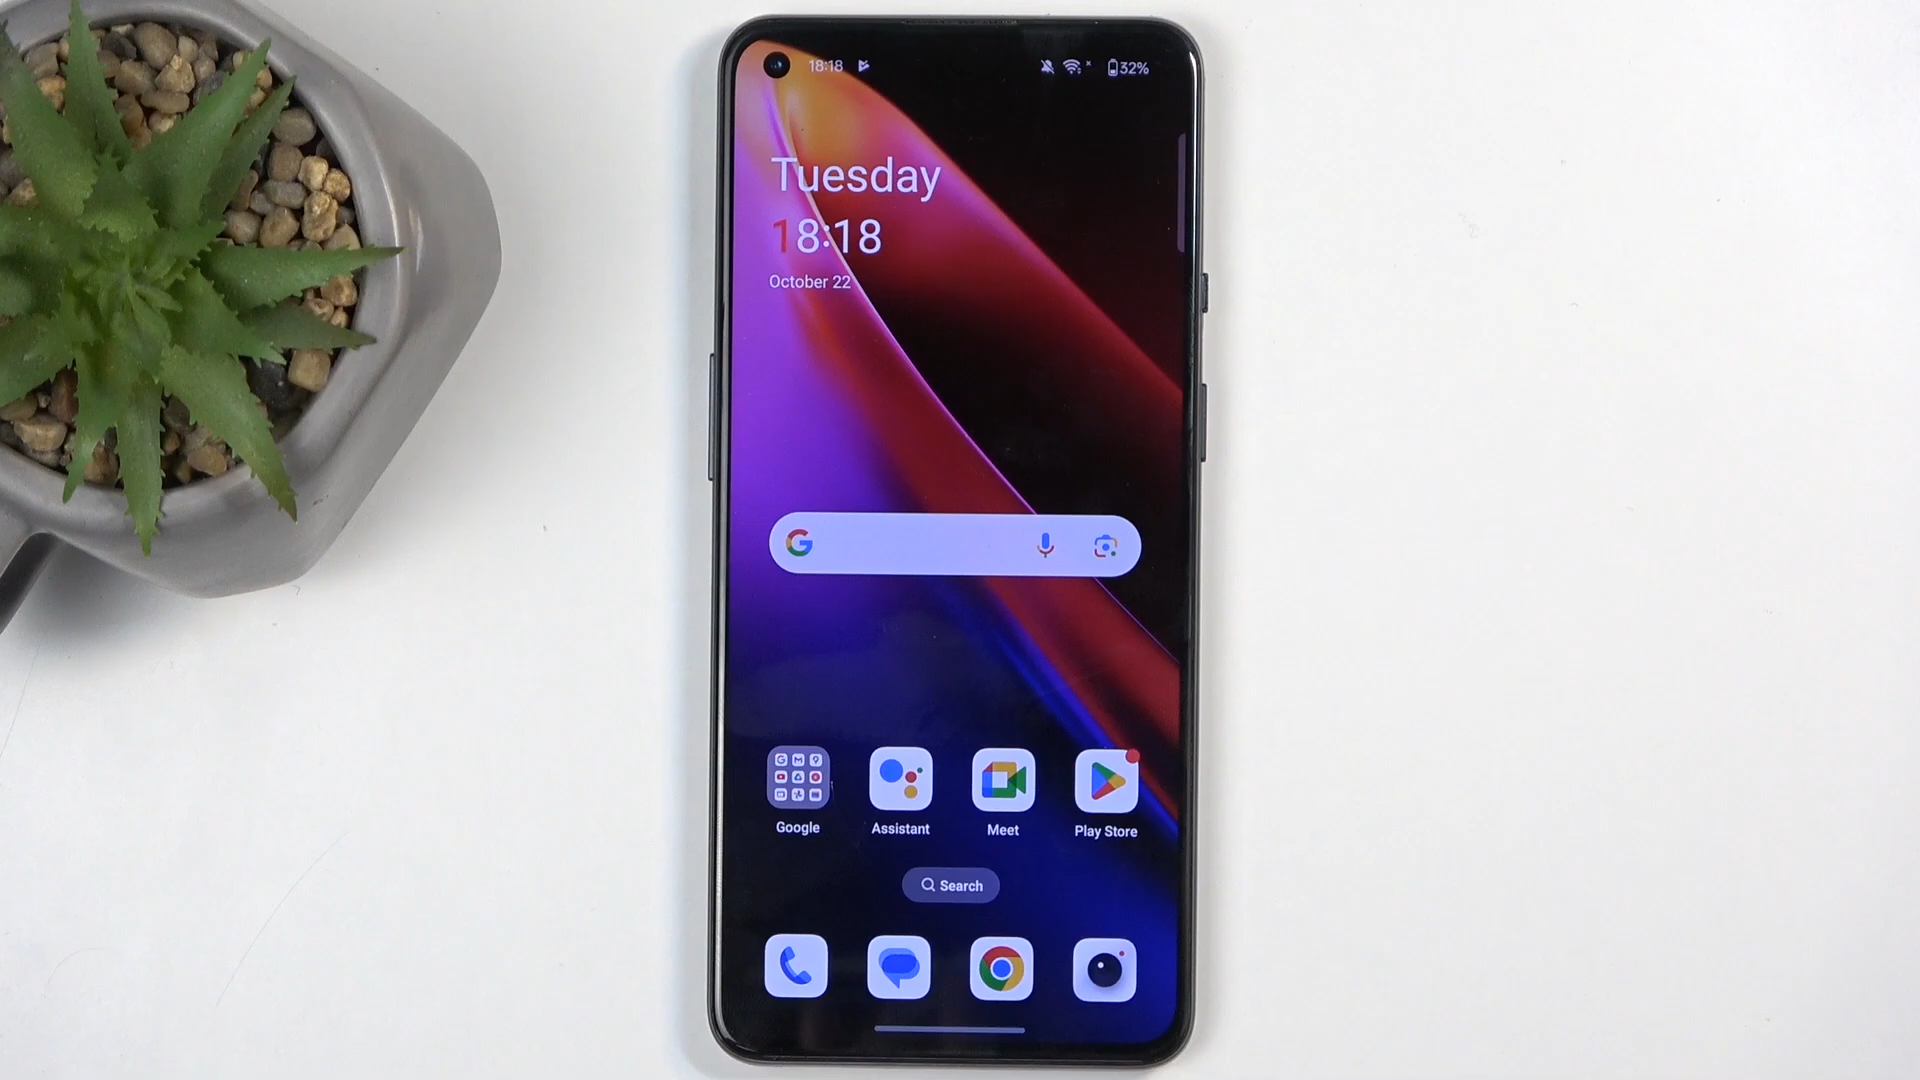 18:18
32%
Tuesday
18:18
October 22
Google
Assistant
Meet
Play Store
Search